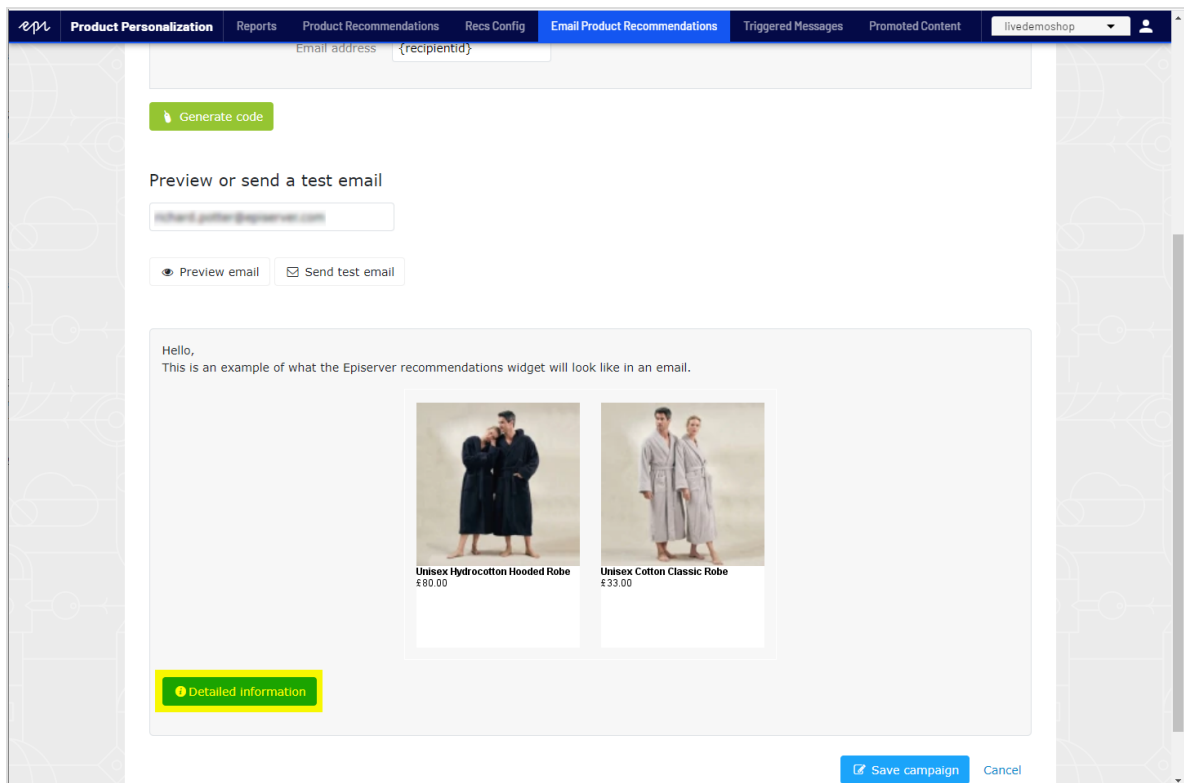 epi Product Personalization Reports Product Recommendations Recs Config Email Product Recommendations Triggered Messages Promoted Content livedemoshop
Email address {recipientid}
Generate code
Preview or send a test email
Preview email Send test email
Hello,
This is an example of what the Episerver recommendations widget will look like in an email.
Unisex Hydrocotton Hooded Robe Unisex Cotton Classic Robe
£80.00 £33.00
Detailed information
Save campaign Cancel